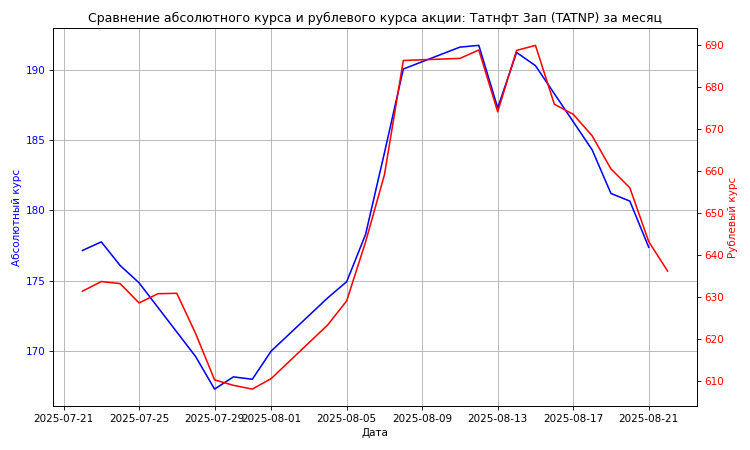 Сравнение абсолютного курса и рублевого курса акции: Татнфт 3ап (TATNP) за месяц
Абсолютный курс
190
185
180
175
170
690
680
670
660
650
640
630
620
610
Рублевый курс
2025-07-21 2025-07-25 2025-07-29 2025-08-01 2025-08-05 2025-08-09 2025-08-13 2025-08-17 2025-08-21
Дата